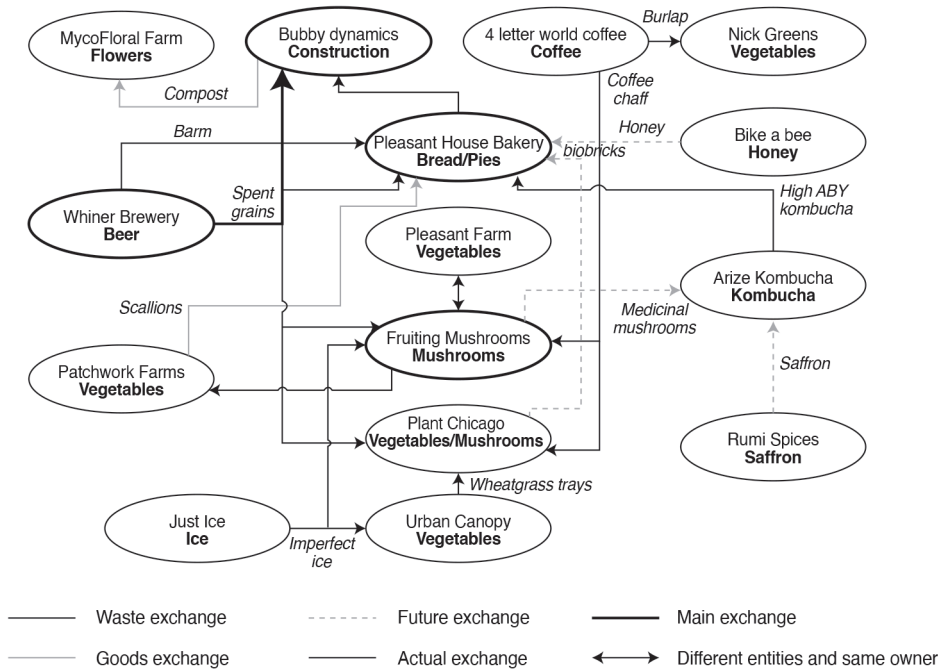 MycoFloral Farm
Flowers
Bubby dynamics
Construction
4 letter world coffee
Coffee
Burlap
Nick Greens
Vegetables
Compost
Coffee
chaff
Barm
Pleasant House Bakery
Bread/Pies
Honey
biobricks
Bike a bee
Honey
Whiner Brewery
Beer
Spent
grains
High ABY
kombucha
Pleasant Farm
Vegetables
Arize Kombucha
Kombucha
Scallions
Medicinal
mushrooms
Fruiting Mushrooms
Mushrooms
Patchwork Farms
Vegetables
Saffron
Plant Chicago
Vegetables/Mushrooms
Rumi Spices
Saffron
Wheatgrass trays
Just Ice
Ice
Imperfect
ice
Urban Canopy
Vegetables
Waste exchange
Future exchange
Main exchange
Goods exchange
Actual exchange
Different entities and same owner